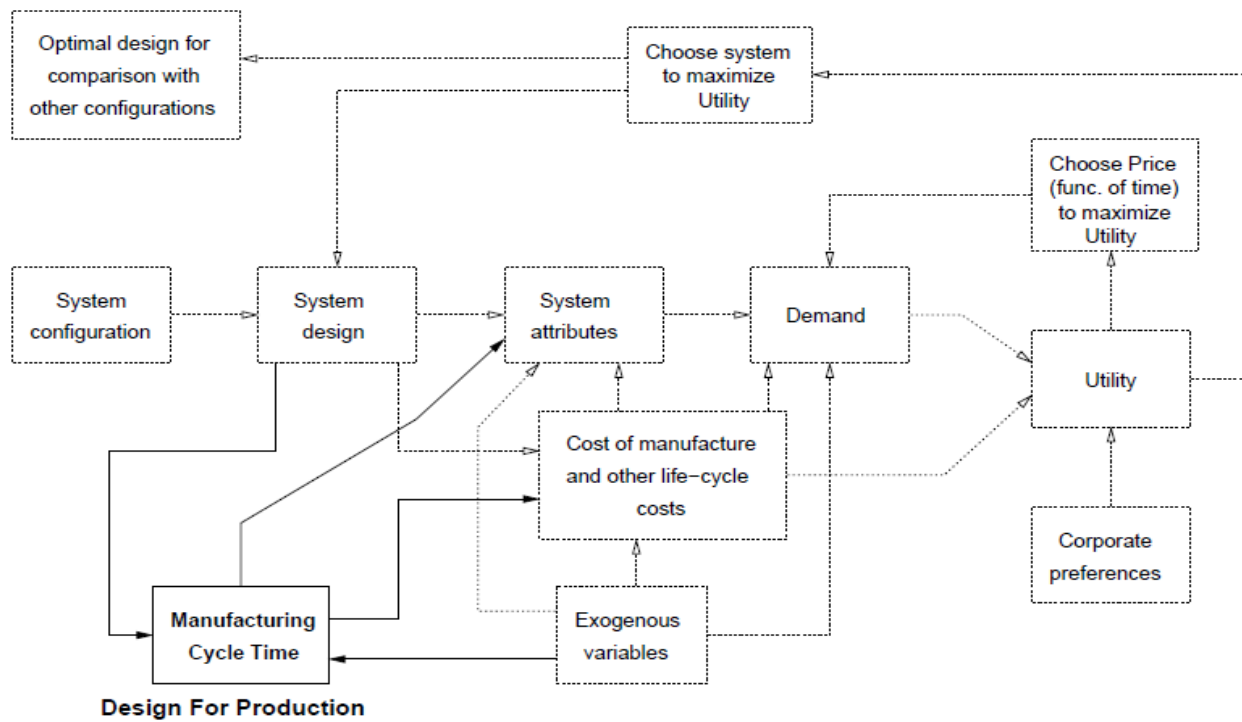 Optimal design for
comparison with
other configurations
Choose system
to maximize
Utility
Choose Price
(func. of time)
to maximize
Utility
System
configuration
System
design
System
attributes
Demand
Utility
Cost of manufacture
and other life−cycle
costs
Corporate
preferences
Manufacturing
Cycle Time
Exogenous
variables
Design For Production